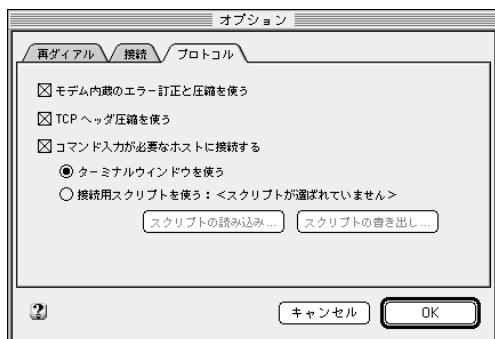 オプション
再ダイアル 接続 プロトコル
モデム内蔵のエラー訂正と圧縮を使う
TCP ヘッダ圧縮を使う
コマンド入力が必要なホストに接続する
ターミナルウインドウを使う
接続用スクリプトを使う：<スクリプトが選ばれていません>
スクリプトの読み込み... スクリプトの書き出し...
? キャンセル OK